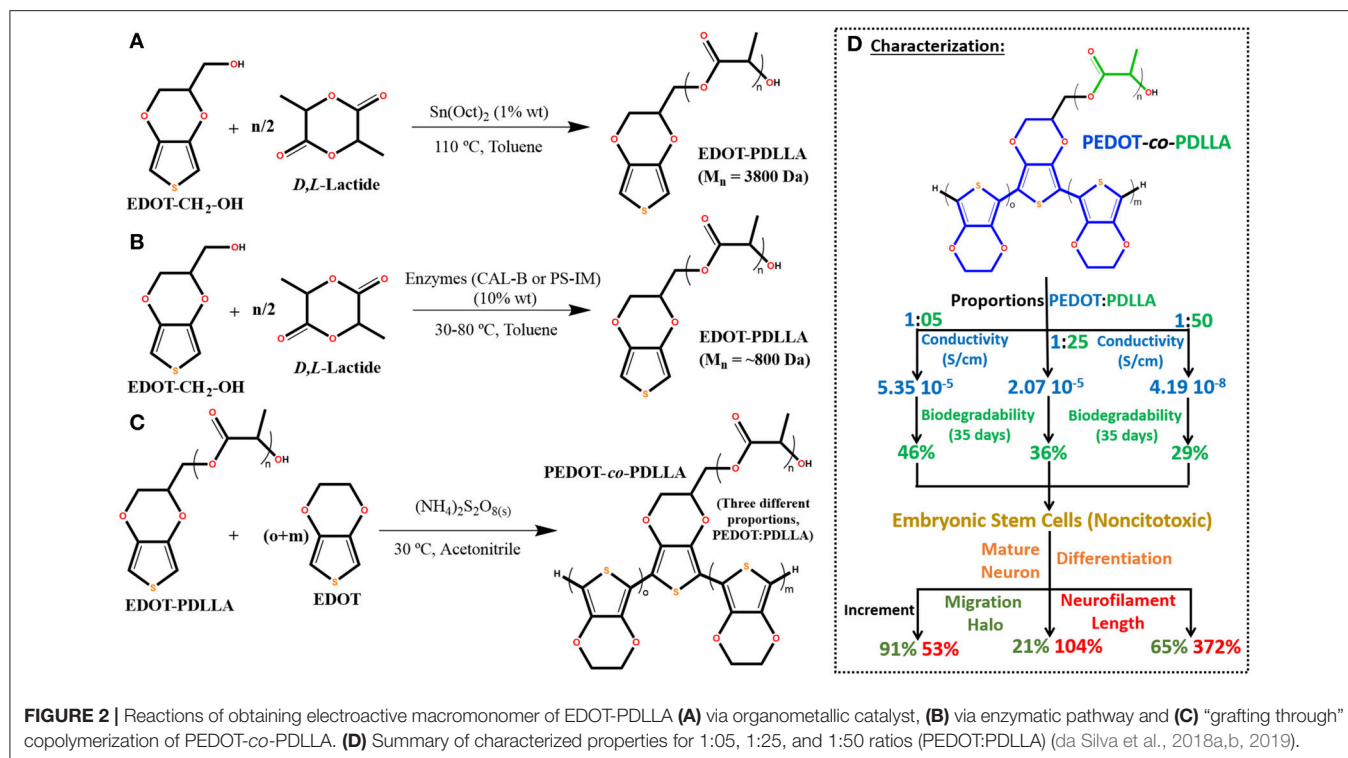 A
OH
O
O
S
EDOT-CH2-OH
+ n/2
O
O
O
O
D,L-Lactide
Sn(Oct)2 (1% wt)
110 ºC, Toluene
O
O
( )n OH
O
O
S
EDOT-PDLLA
(Mn = 3800 Da)
B
OH
O
O
S
EDOT-CH2-OH
+ n/2
O
O
O
O
D,L-Lactide
Enzymes (CAL-B or PS-IM)
(10% wt)
30-80 ºC, Toluene
O
O
( )n OH
O
O
S
EDOT-PDLLA
(Mn = ~800 Da)
C
O
O
( )n OH
O
O
S
EDOT-PDLLA
+ (o+m)
O
O
S
EDOT
(NH4)2S2O8(s)
30 ºC, Acetonitrile
PEDOT-co-PDLLA
O
O
( )n OH
(Three different
proportions,
PEDOT:PDLLA)
O
O
H ( S )o S ( S )m H
O
O
O
O
D Characterization:
O
O
( )n OH
O
O
PEDOT-co-PDLLA
H ( S )o S ( S )m H
O
O
O
O
Proportions PEDOT:PDLLA
1:05
1:25
1:50
Conductivity
(S/cm)
Conductivity
(S/cm)
5.35 10-5
2.07 10-5
4.19 10-8
Biodegradability
(35 days)
Biodegradability
(35 days)
46%
36%
29%
Embryonic Stem Cells (Noncitotoxic)
Mature
Neuron
Differentiation
Increment
Migration
Halo
Neurofilament
Length
91% 53%
21% 104%
65% 372%
FIGURE 2 | Reactions of obtaining electroactive macromonomer of EDOT-PDLLA (A) via organometallic catalyst, (B) via enzymatic pathway and (C) “grafting through”
copolymerization of PEDOT-co-PDLLA. (D) Summary of characterized properties for 1:05, 1:25, and 1:50 ratios (PEDOT:PDLLA) (da Silva et al., 2018a,b, 2019).